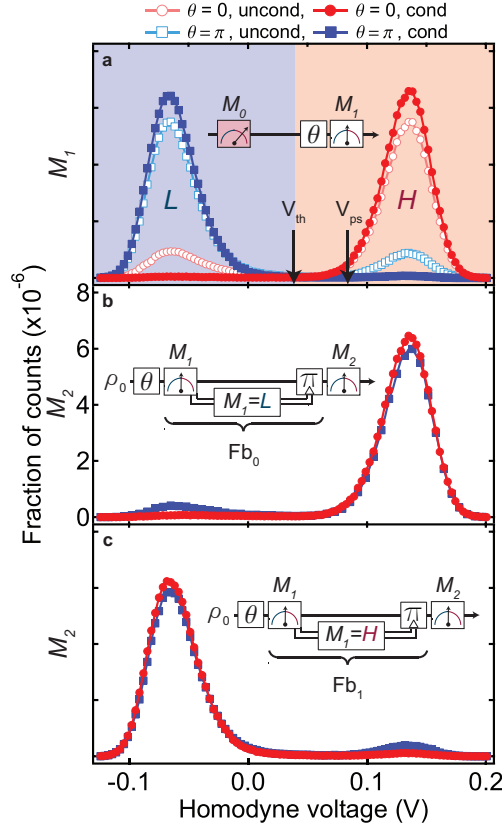 θ = 0, uncond,
θ = 0, cond
θ = π , uncond,
θ = π , cond
a
M₀
M₁
θ
M₁
L
V_th
V_ps
H
b
8
6
4
2
0
M₂
Fraction of counts (x10⁻⁶)
ρ₀
θ
M₁
M₁=L
π
M₂
Fb₀
c
M₂
ρ₀
θ
M₁
M₁=H
π
M₂
Fb₁
-0.1
0.0
0.1
0.2
Homodyne voltage (V)